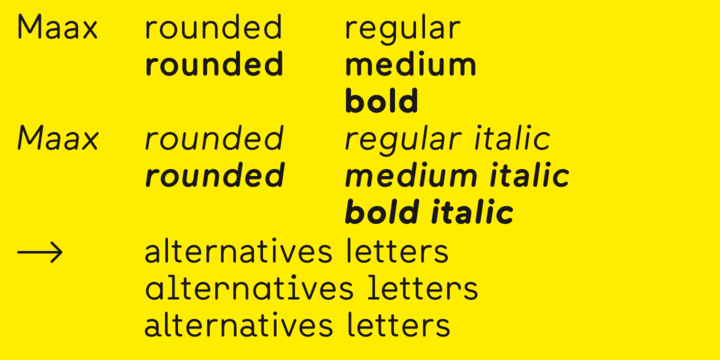 Maax rounded regular
rounded medium
bold
Maax rounded regular italic
rounded medium italic
bold italic
→ alternatives letters
alternatives letters
alternatives letters